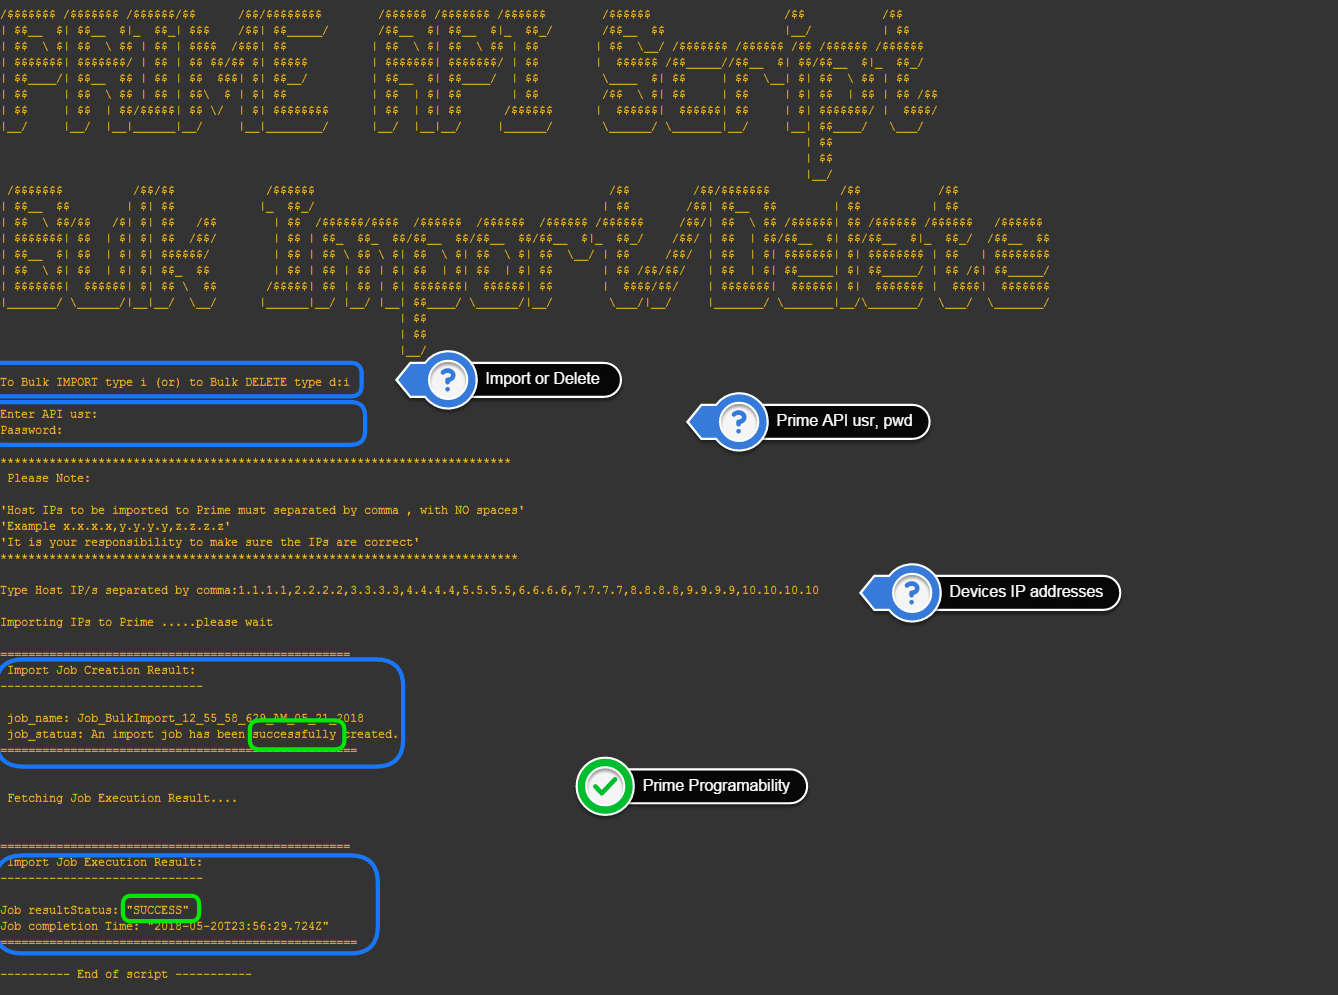 PRIME API Script
Bulk Import/Delete
To Bulk IMPORT type i (or) to Bulk DELETE type d:i
Import or Delete
Enter API usr:
Password:
Prime API usr, pwd
Please Note:
'Host IPs to be imported to Prime must separated by comma , with NO spaces'
'Example x.x.x.x,y.y.y.y,z.z.z.z'
'It is your responsibility to make sure the IPs are correct'
Type Host IP/s separated by comma:1.1.1.1,2.2.2.2,3.3.3.3,4.4.4.4,5.5.5.5,6.6.6.6,7.7.7.7,8.8.8.8,9.9.9.9,10.10.10.10
Devices IP addresses
Importing IPs to Prime .....please wait
Import Job Creation Result:
job_name: Job_BulkImport_12_55_58_629_AM_05_21_2018
job_status: An import job has been successfully created.
Prime Programability
Fetching Job Execution Result....
Import Job Execution Result:
Job resultStatus: "SUCCESS"
Job completion Time: "2018-05-20T23:56:29.724Z"
---------- End of script -----------